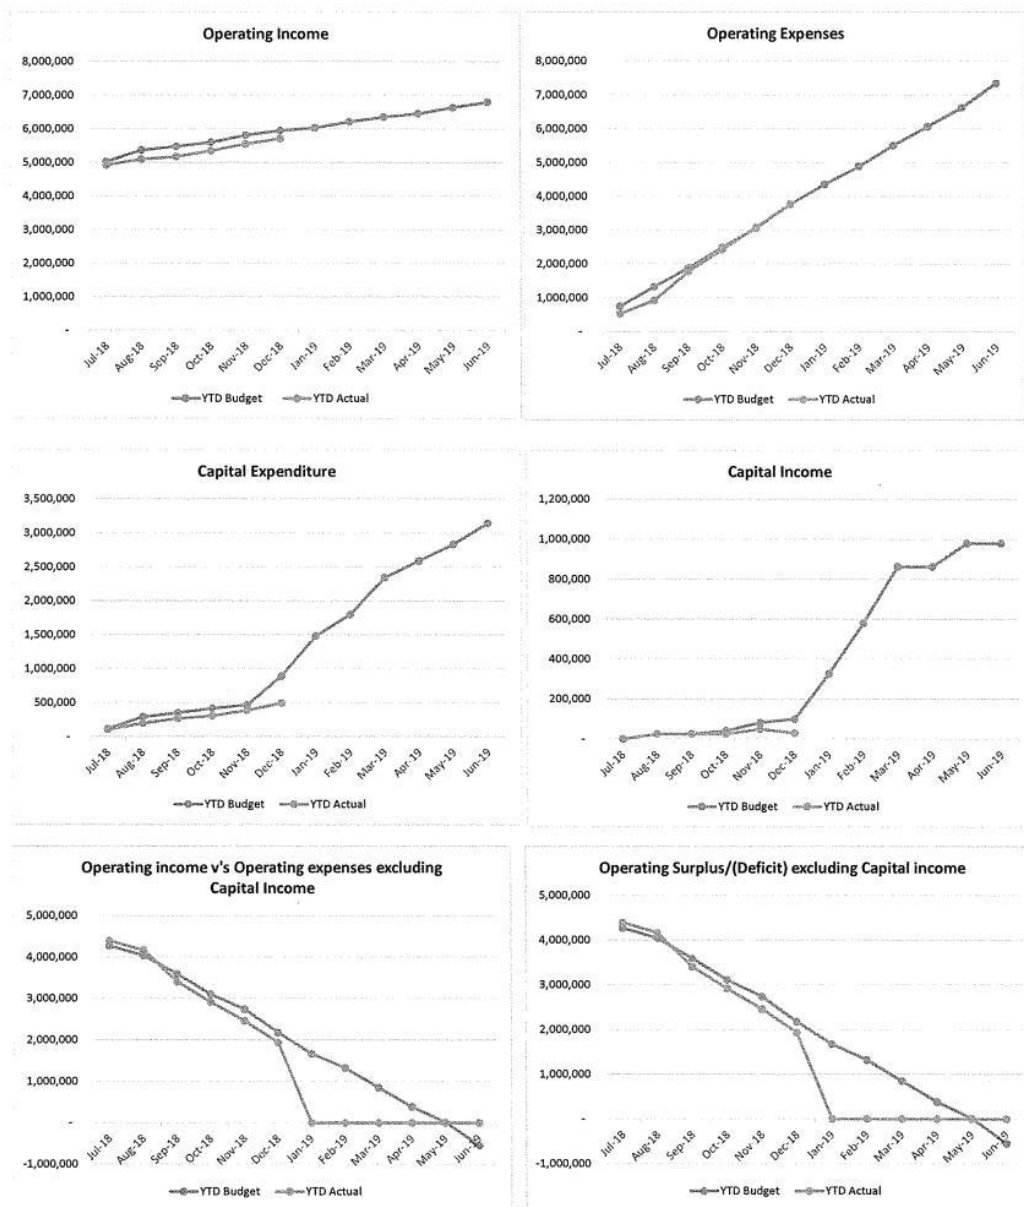 Operating Income
8,000,000
7,000,000
6,000,000
5,000,000
4,000,000
3,000,000
2,000,000
1,000,000
-
Jul-18 Aug-18 Sep-18 Oct-18 Nov-18 Dec-18 Jan-19 Feb-19 Mar-19 Apr-19 May-19 Jun-19
YTD Budget YTD Actual
Operating Expenses
8,000,000
7,000,000
6,000,000
5,000,000
4,000,000
3,000,000
2,000,000
1,000,000
-
Jul-18 Aug-18 Sep-18 Oct-18 Nov-18 Dec-18 Jan-19 Feb-19 Mar-19 Apr-19 May-19 Jun-19
YTD Budget YTD Actual
Capital Expenditure
3,500,000
3,000,000
2,500,000
2,000,000
1,500,000
1,000,000
500,000
-
Jul-18 Aug-18 Sep-18 Oct-18 Nov-18 Dec-18 Jan-19 Feb-19 Mar-19 Apr-19 May-19 Jun-19
YTD Budget YTD Actual
Capital Income
1,200,000
1,000,000
800,000
600,000
400,000
200,000
-
Jul-18 Aug-18 Sep-18 Oct-18 Nov-18 Dec-18 Jan-19 Feb-19 Mar-19 Apr-19 May-19 Jun-19
YTD Budget YTD Actual
Operating income v's Operating expenses excluding
Capital Income
5,000,000
4,000,000
3,000,000
2,000,000
1,000,000
-
-1,000,000
Jul-18 Aug-18 Sep-18 Oct-18 Nov-18 Dec-18 Jan-19 Feb-19 Mar-19 Apr-19 May-19 Jun-19
YTD Budget YTD Actual
Operating Surplus/(Deficit) excluding Capital income
5,000,000
4,000,000
3,000,000
2,000,000
1,000,000
-
-1,000,000
Jul-18 Aug-18 Sep-18 Oct-18 Nov-18 Dec-18 Jan-19 Feb-19 Mar-19 Apr-19 May-19 Jun-19
YTD Budget YTD Actual